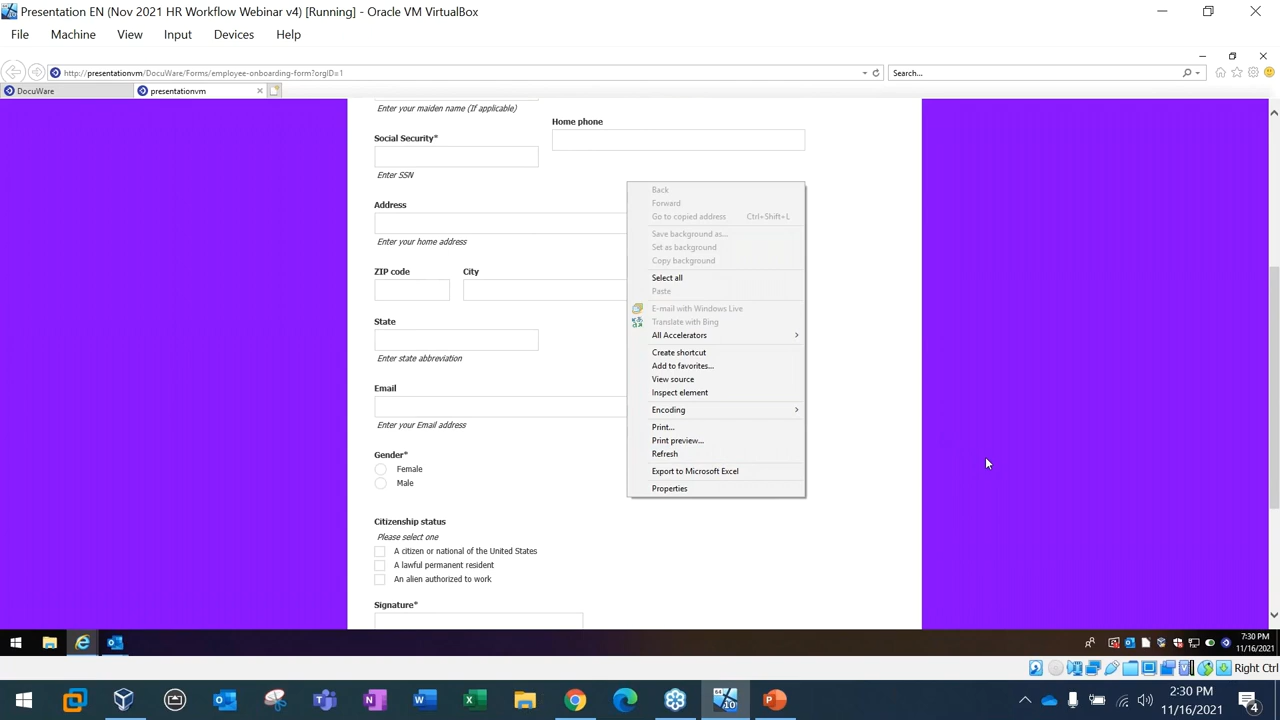 Presentation EN (Nov 2021 HR Workflow Webinar v4) [Running] - Oracle VM VirtualBox
File Machine View Input Devices Help
http://presentationvm/DocuWare/Forms/employee-onboarding-form?orgID=1
Search...
DocuWare
presentationvm
Enter your maiden name (If applicable)
Home phone
Social Security*
Enter SSN
Address
Enter your home address
ZIP code City
State
Enter state abbreviation
Email
Enter your Email address
Gender*
Female
Male
Citizenship status
Please select one
A citizen or national of the United States
A lawful permanent resident
An alien authorized to work
Signature*
Back
Forward
Go to copied address Ctrl+Shift+L
Save background as...
Set as background
Copy background
Select all
Paste
E-mail with Windows Live
Translate with Bing
All Accelerators
Create shortcut
Add to favorites...
View source
Inspect element
Encoding
Print...
Print preview...
Refresh
Export to Microsoft Excel
Properties
7:30 PM
11/16/2021
Right Ctrl
2:30 PM
11/16/2021
4